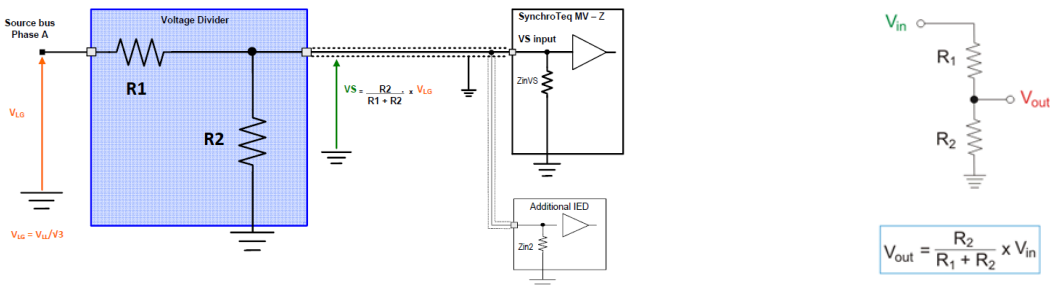 Source bus
Phase A
Voltage Divider
SynchroTeq MV – Z
VS input
R1
R2
ZinVS
VS = R2 / R1 + R2 x VLG
VLG
VLG = VLL/√3
Additional IED
Zin2
Vin
R1
Vout
R2
Vout = R2 / R1 + R2 x Vin